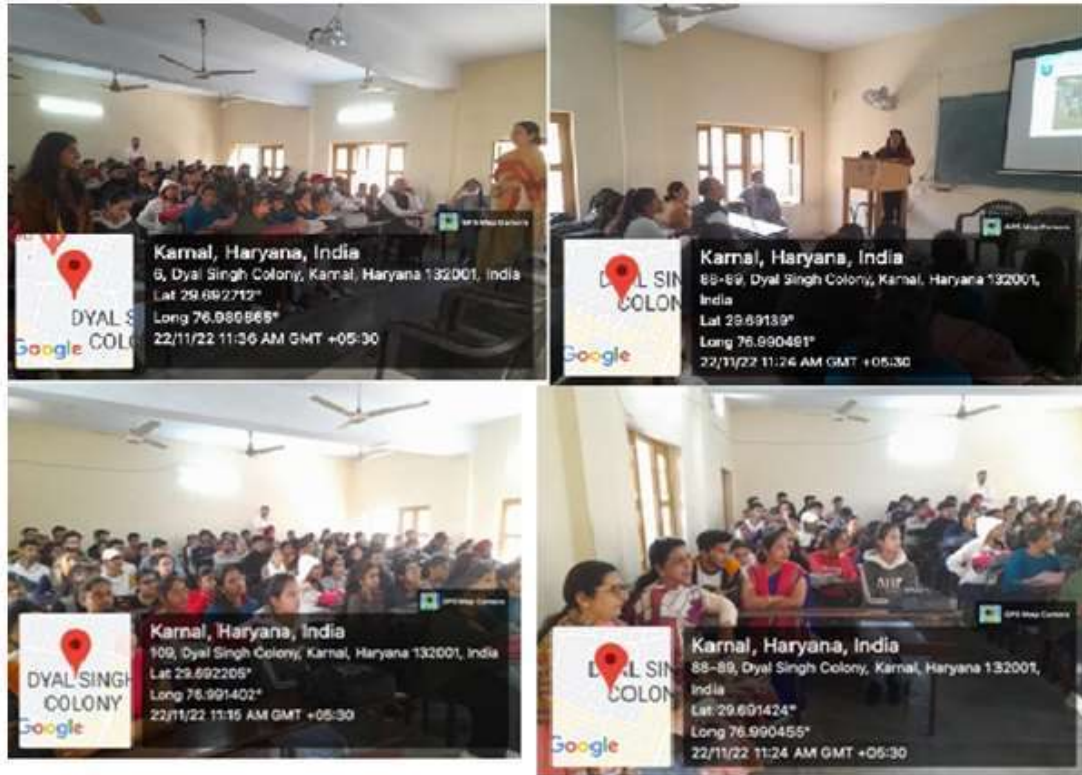 GPS Map Camera
Karnal, Haryana, India
6, Dyal Singh Colony, Karnal, Haryana 132001, India
Lat 29.692712°
Long 76.989865°
22/11/22 11:36 AM GMT +05:30
DYAL S
COL
Google
GPS Map Camera
Karnal, Haryana, India
88-89, Dyal Singh Colony, Karnal, Haryana 132001,
India
Lat 29.69139°
Long 76.990491°
22/11/22 11:24 AM GMT +05:30
L SIN
COLON
Google
GPS Map Camera
Karnal, Haryana, India
109, Dyal Singh Colony, Karnal, Haryana 132001, India
Lat 29.692205°
Long 76.991402°
22/11/22 11:15 AM GMT +05:30
DYAL SINGH
COLONY
Google
GPS Map Camera
Karnal, Haryana, India
88-89, Dyal Singh Colony, Karnal, Haryana 132001,
India
Lat 29.691424°
Long 76.990455°
22/11/22 11:24 AM GMT +05:30
L SIN
COLON
Google